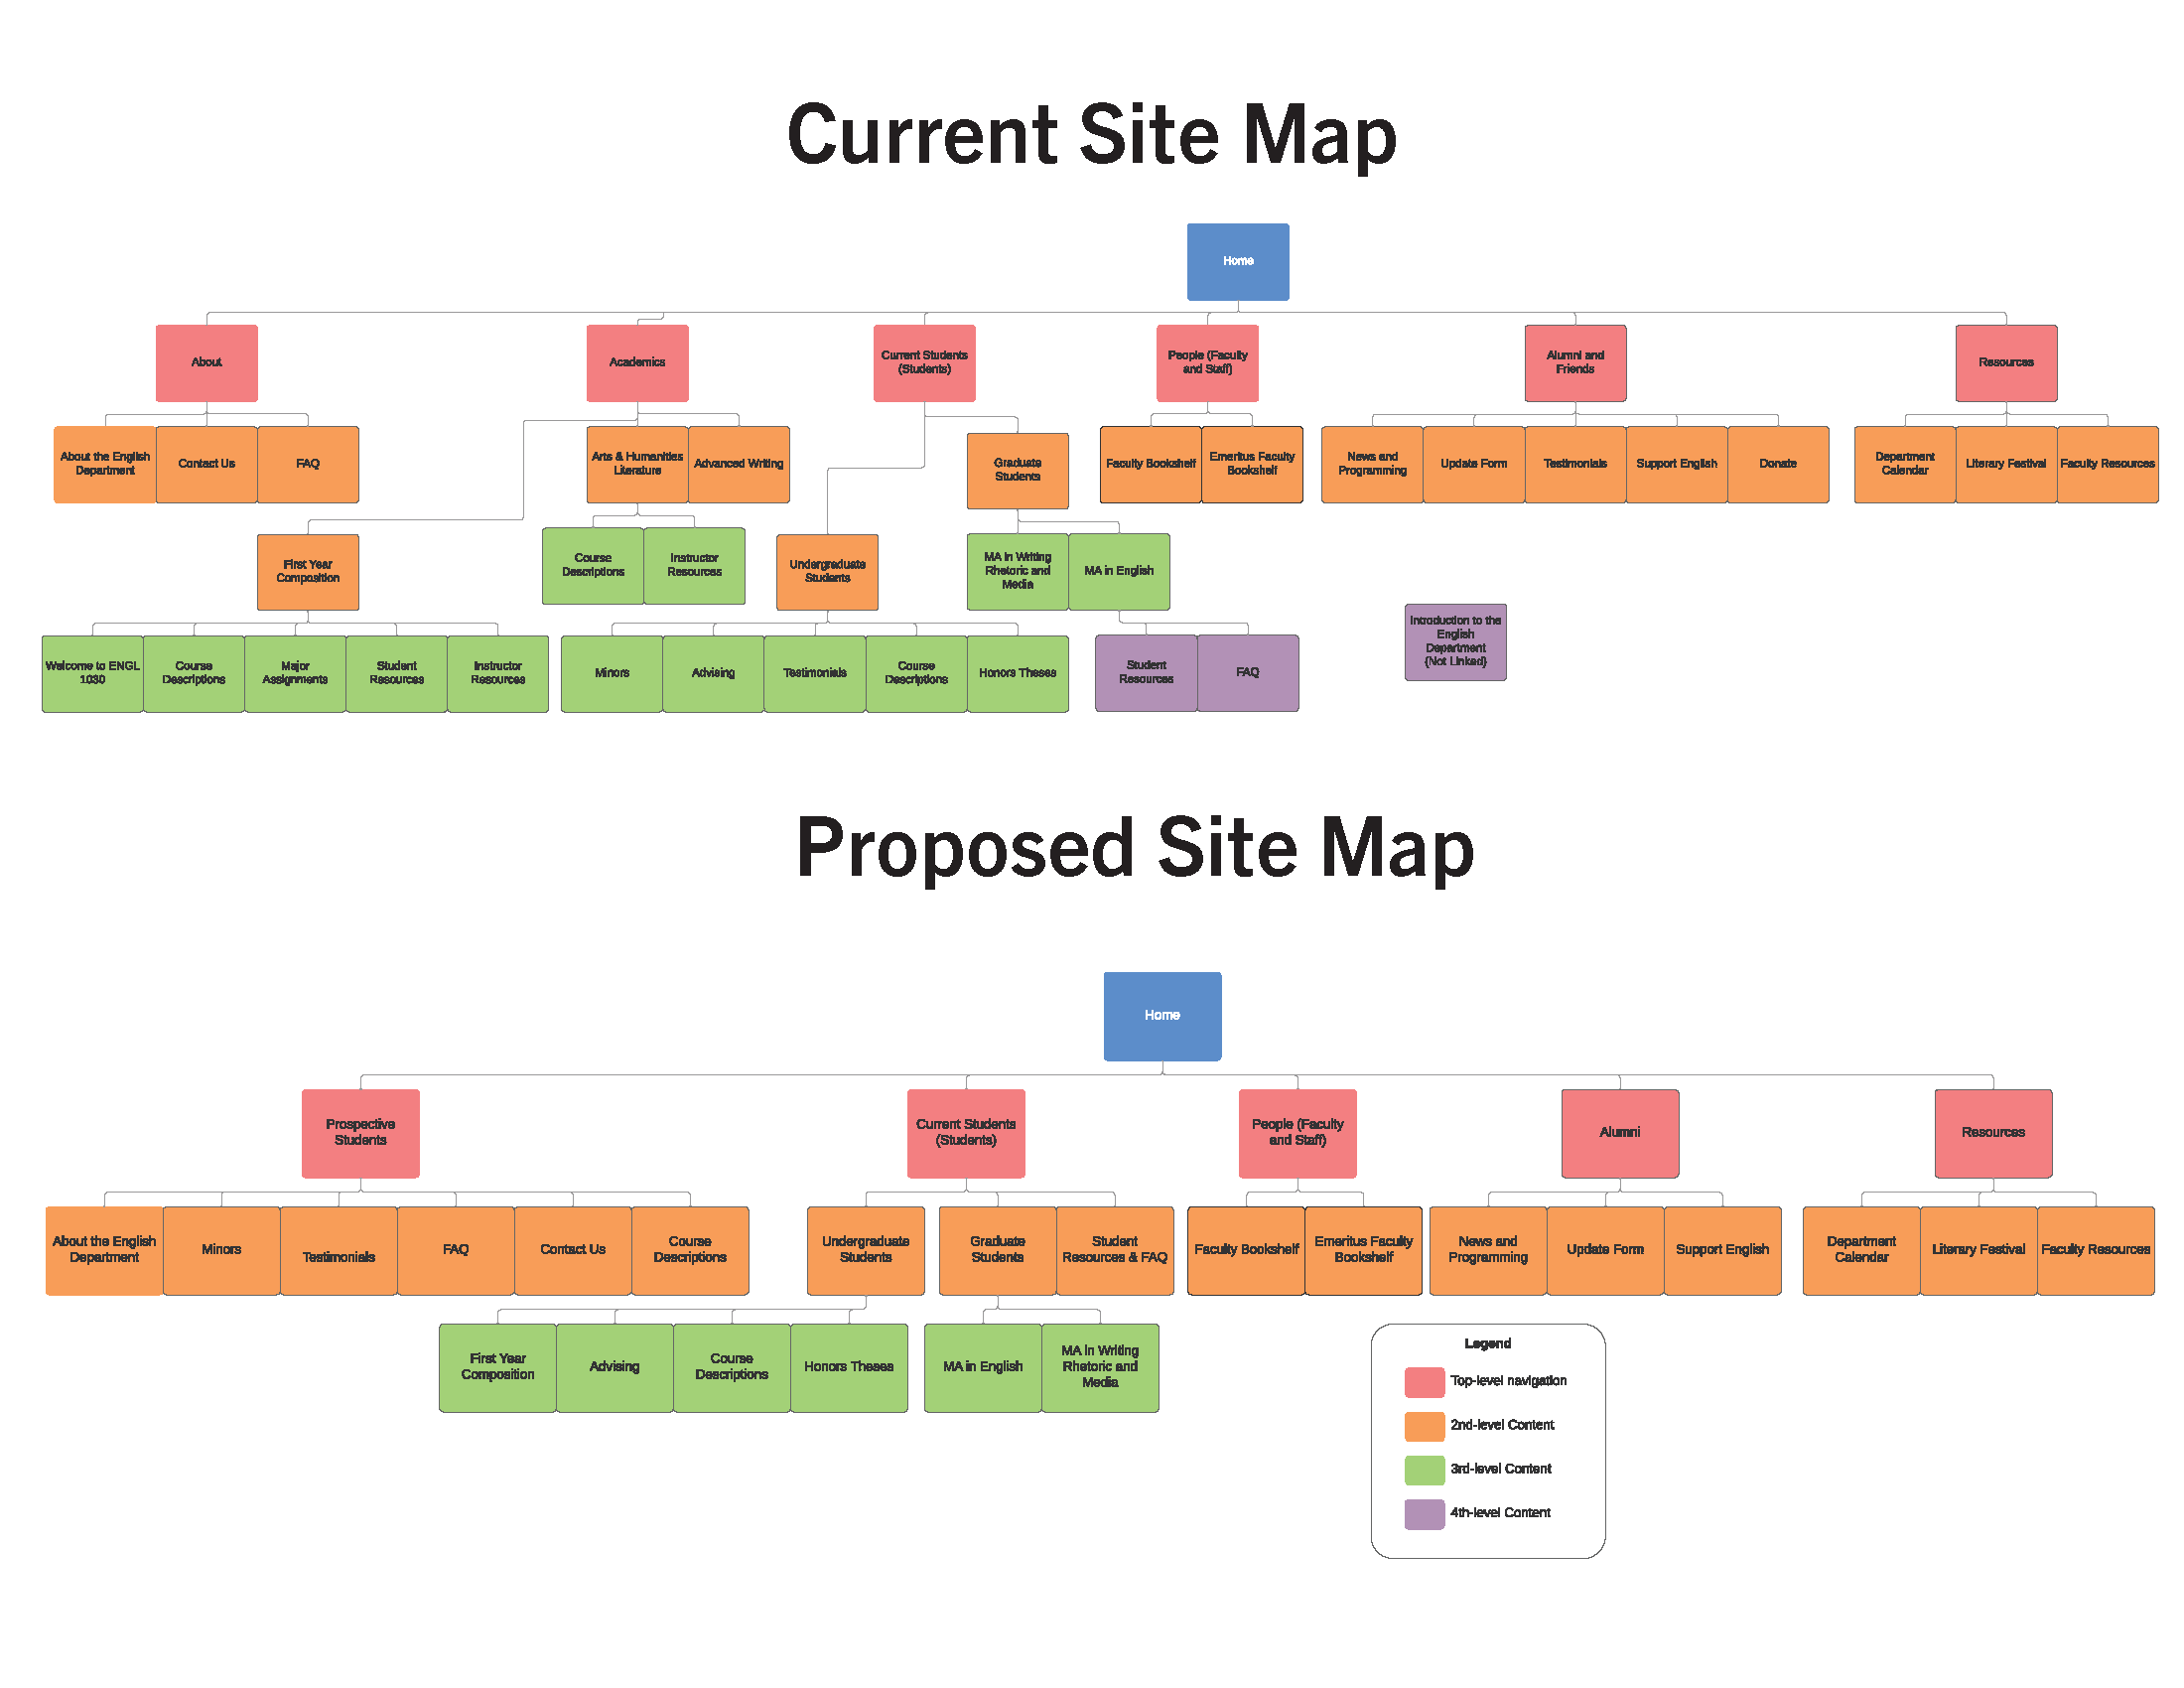 Current Site Map
Home
About
Academics
Current Students
(Students)
People (Faculty
and Staff)
Alumni and
Friends
Resources
About the English
Department
Contact Us
FAQ
Arts & Humanities
Literature
Advanced Writing
Graduate
Students
Faculty Bookshelf
Emeritus Faculty
Bookshelf
News and
Programming
Update Form
Testimonials
Support English
Donate
Department
Calendar
Literary Festival
Faculty Resources
First Year
Composition
Course
Descriptions
Instructor
Resources
Undergraduate
Students
MA in Writing
Rhetoric and
Media
MA in English
Introduction to the
English
Department
(Not Linked)
Welcome to ENGL
1030
Course
Descriptions
Major
Assignments
Student
Resources
Instructor
Resources
Minors
Advising
Testimonials
Course
Descriptions
Honors Theses
Student
Resources
FAQ
Proposed Site Map
Home
Prospective
Students
Current Students
(Students)
People (Faculty
and Staff)
Alumni
Resources
About the English
Department
Minors
Testimonials
FAQ
Contact Us
Course
Descriptions
Undergraduate
Students
Graduate
Students
Student
Resources & FAQ
Faculty Bookshelf
Emeritus Faculty
Bookshelf
News and
Programming
Update Form
Support English
Department
Calendar
Literary Festival
Faculty Resources
First Year
Composition
Advising
Course
Descriptions
Honors Theses
MA in English
MA in Writing
Rhetoric and
Media
Legend
Top-level navigation
2nd-level Content
3rd-level Content
4th-level Content